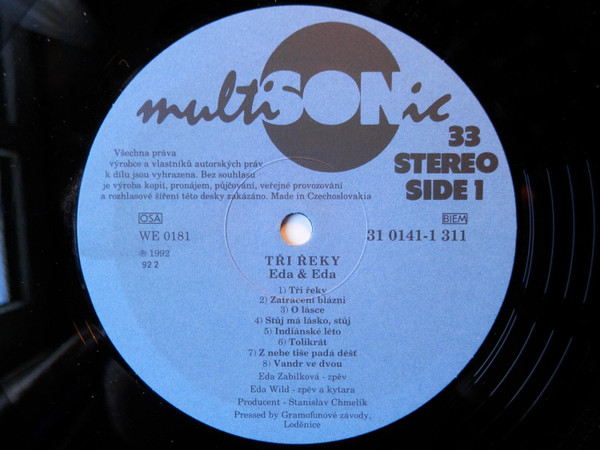 multiSONic
33
STEREO
SIDE 1
Všechna práva
výrobce a vlastníků autorských práv
k dílu jsou vyhrazena. Bez souhlasu
je výroba kopií, pronájem, půjčování, veřejné provozování
a rozhlasové šíření této desky zakázáno. Made in Czechoslovakia
OSA
BIEM
WE 0181
31 0141-1 311
℗ 1992
92 2
TŘI ŘEKY
Eda & Eda
1) Tři řeky
2) Zatracení blázni
3) O lásce
4) Stůj má lásko, stůj
5) Indiánské léto
6) Tolikrát
7) Z nebe tiše padá déšť
8) Vandr ve dvou
Eda Zabilková - zpěv
Eda Wild - zpěv a kytara
Producent - Stanislav Chmelík
Pressed by Gramofonové závody,
Loděnice